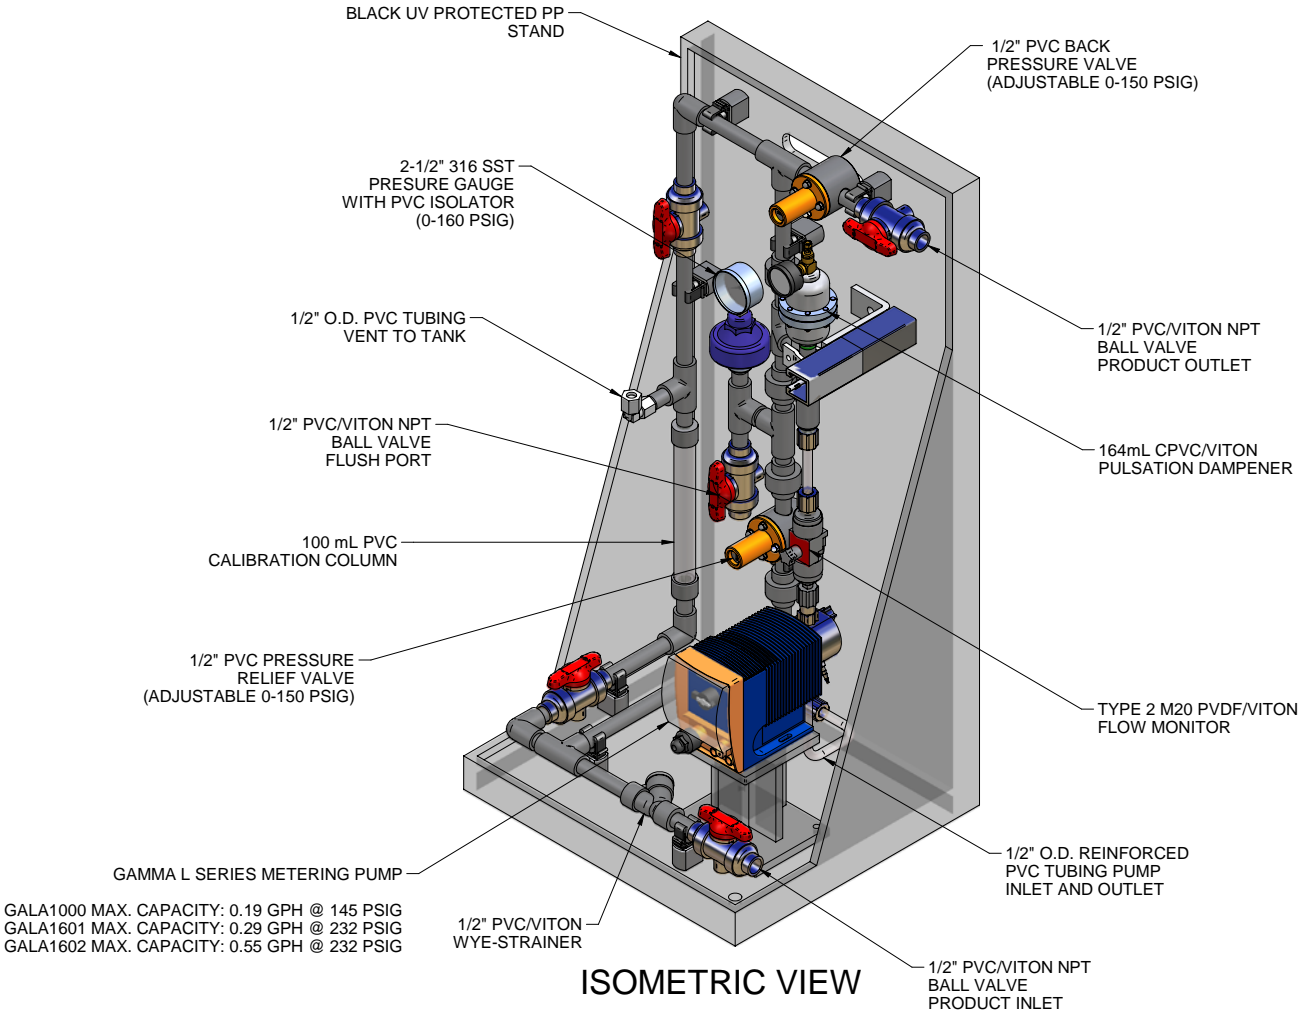 BLACK UV PROTECTED PP
STAND
1/2" PVC BACK
PRESSURE VALVE
(ADJUSTABLE 0-150 PSIG)
2-1/2" 316 SST
PRESURE GAUGE
WITH PVC ISOLATOR
(0-160 PSIG)
1/2" O.D. PVC TUBING
VENT TO TANK
1/2" PVC/VITON NPT
BALL VALVE
PRODUCT OUTLET
1/2" PVC/VITON NPT
BALL VALVE
FLUSH PORT
164mL CPVC/VITON
PULSATION DAMPENER
100 mL PVC
CALIBRATION COLUMN
1/2" PVC PRESSURE
RELIEF VALVE
(ADJUSTABLE 0-150 PSIG)
TYPE 2 M20 PVDF/VITON
FLOW MONITOR
GAMMA L SERIES METERING PUMP
GALA1000 MAX. CAPACITY: 0.19 GPH @ 145 PSIG
GALA1601 MAX. CAPACITY: 0.29 GPH @ 232 PSIG
GALA1602 MAX. CAPACITY: 0.55 GPH @ 232 PSIG
1/2" O.D. REINFORCED
PVC TUBING PUMP
INLET AND OUTLET
1/2" PVC/VITON
WYE-STRAINER
1/2" PVC/VITON NPT
BALL VALVE
PRODUCT INLET
ISOMETRIC VIEW